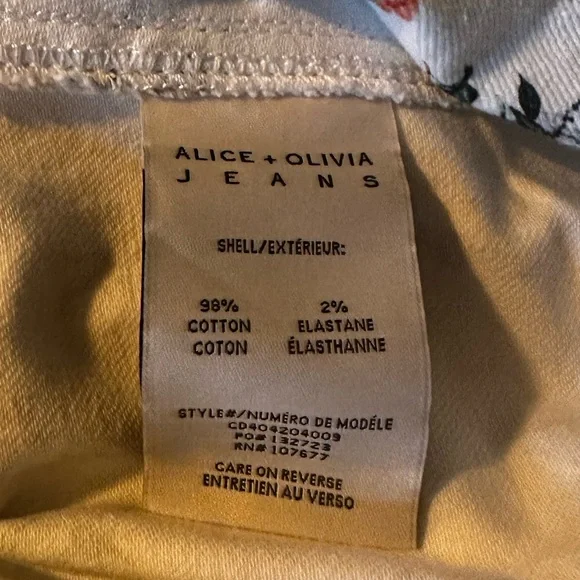 ALICE + OLIVIA
JEANS
SHELL/EXTÉRIEUR:
98% 2%
COTTON ELASTANE
COTON ÉLASTHANNE
STYLE#/NUMÉRO DE MODÉLE
CD404204009
PO# 132723
RN# 107677
CARE ON REVERSE
ENTRETIEN AU VERSO